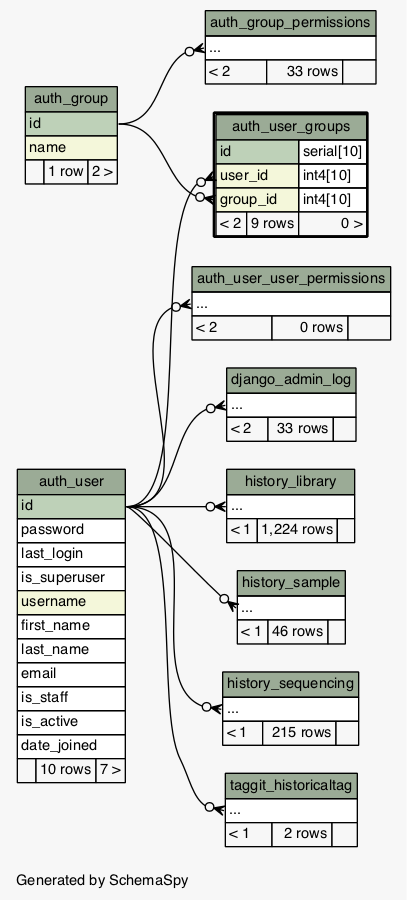 auth_group_permissions
...
< 2 33 rows
auth_group
id
name
1 row 2 >
auth_user_groups
id serial[10]
user_id int4[10]
group_id int4[10]
< 2 9 rows 0 >
auth_user_user_permissions
...
< 2 0 rows
django_admin_log
...
< 2 33 rows
auth_user
id
password
last_login
is_superuser
username
first_name
last_name
email
is_staff
is_active
date_joined
10 rows 7 >
history_library
...
< 1 1,224 rows
history_sample
...
< 1 46 rows
history_sequencing
...
< 1 215 rows
taggit_historicaltag
...
< 1 2 rows
Generated by SchemaSpy